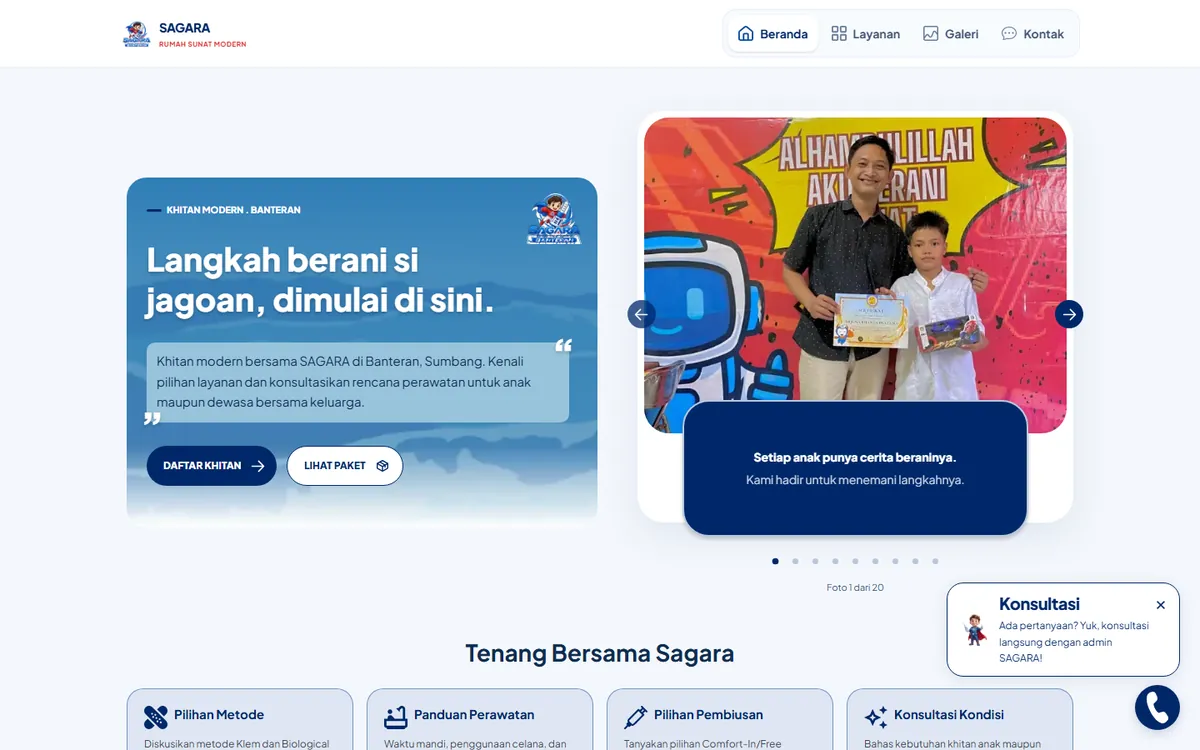 SAGARA
RUMAH SUNAT MODERN
Beranda
Layanan
Galeri
Kontak
KHITAN MODERN . BANTERAN
SAGARA
BANTERAN
Langkah berani si
jagoan, dimulai di sini.
Khitan modern bersama SAGARA di Banteran, Sumbang. Kenali
pilihan layanan dan konsultasikan rencana perawatan untuk anak
maupun dewasa bersama keluarga.
DAFTAR KHITAN
LIHAT PAKET
Setiap anak punya cerita beraninya.
Kami hadir untuk menemani langkahnya.
Foto 1 dari 20
Konsultasi
Ada pertanyaan? Yuk, konsultasi
langsung dengan admin
SAGARA!
Tenang Bersama Sagara
Pilihan Metode
Diskusikan metode Klem dan Biological
Panduan Perawatan
Waktu mandi, penggunaan celana, dan
Pilihan Pembiusan
Tanyakan pilihan Comfort-In/Free
Konsultasi Kondisi
Bahas kebutuhan khitan anak maupun